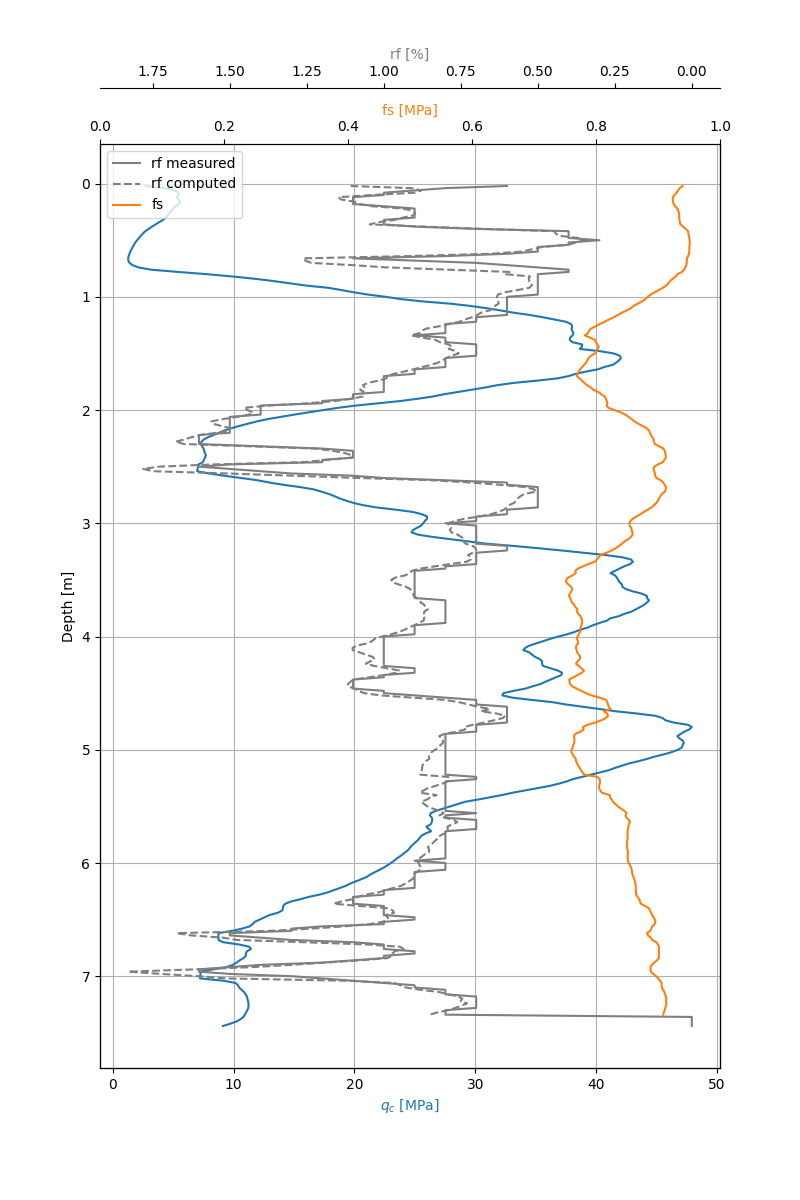 rf [%]
1.75 1.50 1.25 1.00 0.75 0.50 0.25 0.00
fs [MPa]
0.0 0.2 0.4 0.6 0.8 1.0
rf measured
rf computed
fs
0
1
2
3
4
5
6
7
Depth [m]
0 10 20 30 40 50
q_c [MPa]